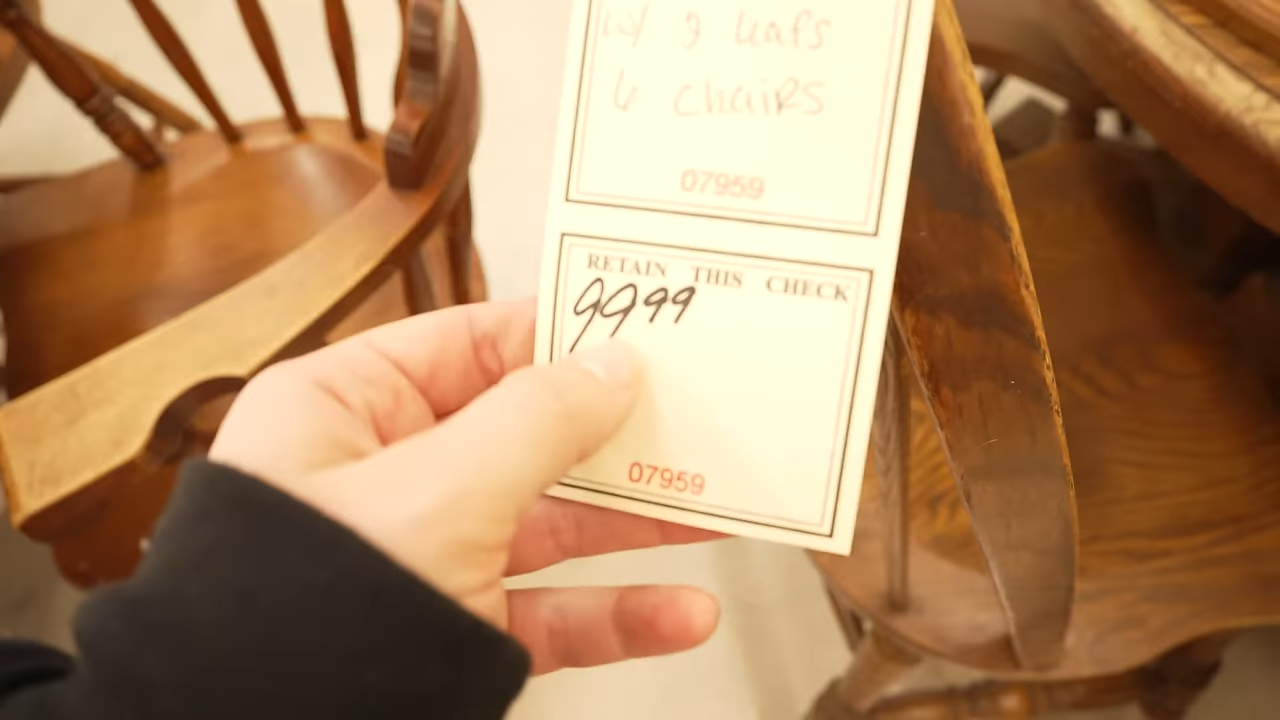 w/ 3 leafs
6 chairs
07959
RETAIN THIS CHECK
9999
07959